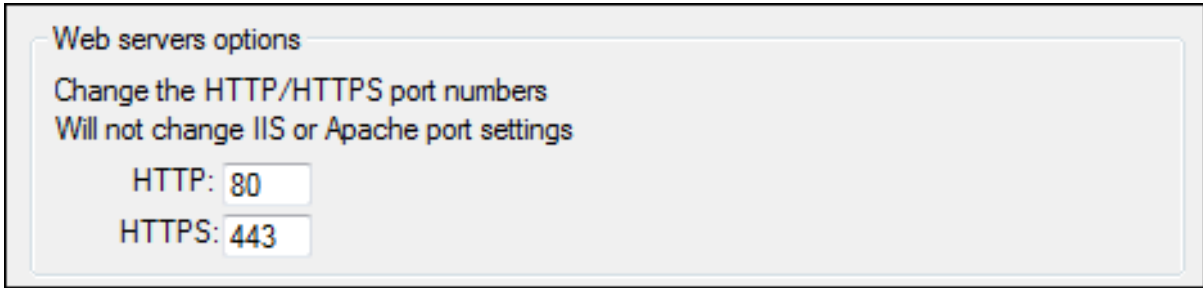 Web servers options
Change the HTTP/HTTPS port numbers
Will not change IIS or Apache port settings
HTTP: 80
HTTPS: 443